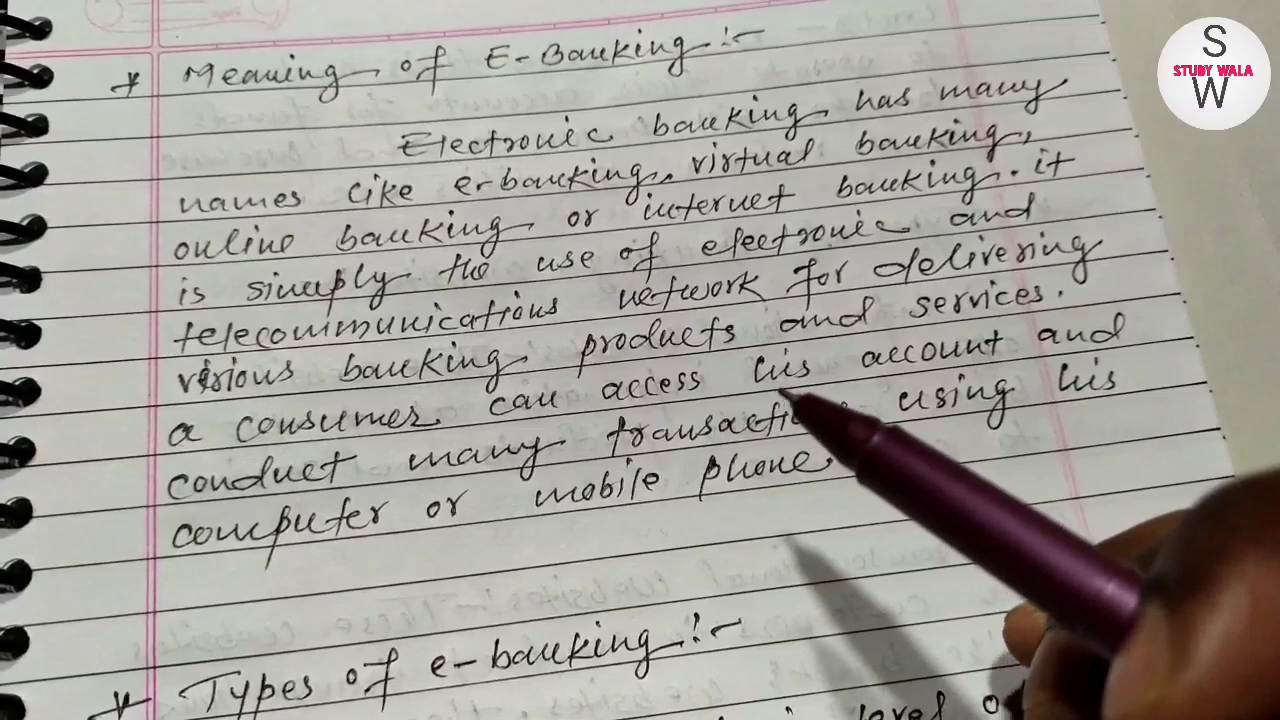 * Meaning of E-Banking :-
Electronic banking has many
names like e-banking, virtual banking,
online banking or internet banking. it
is simply the use of electronic and
telecommunications network for delivering
virious banking products and services.
a consumer can access his account and
conduct many transactions using his
computer or mobile phone.
* Types of e-banking :-
level
S
STUDY WALA
W